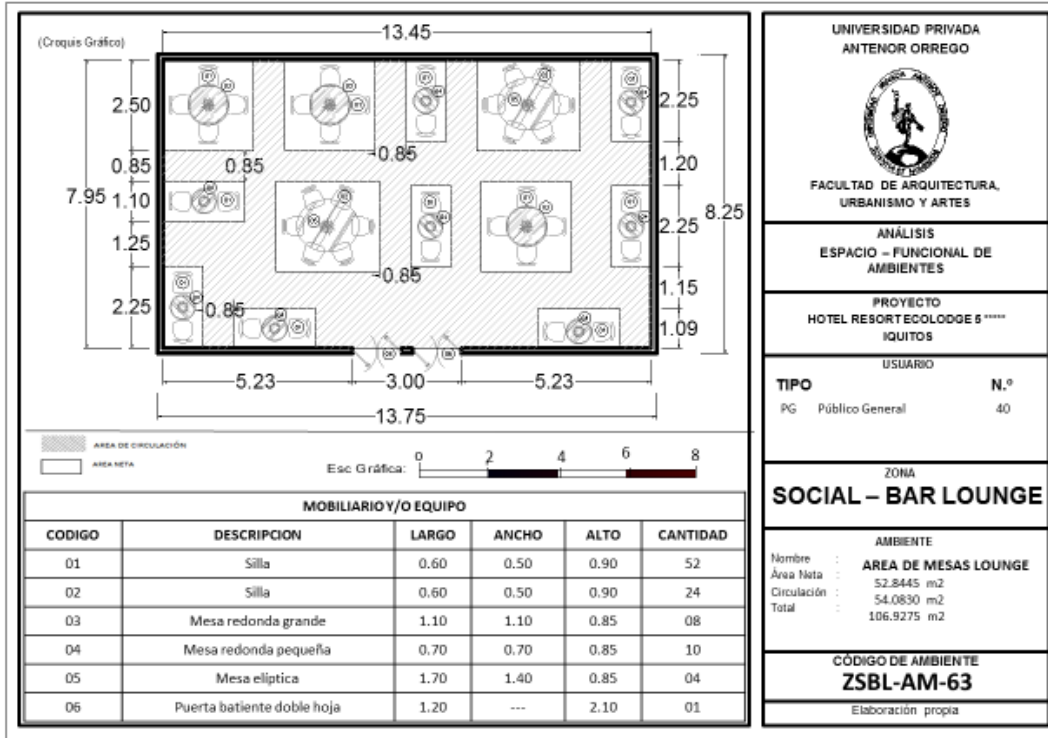 (Croquis Gráfico)
13.45
2.50
0.85
7.95
1.10
1.25
2.25
0.85
0.85
0.85
0.85
2.25
1.20
2.25
8.25
1.15
1.09
5.23
3.00
5.23
13.75
AREA DE CIRCULACIÓN
AREA NETA
Esc Gráfica:
0 2 4 6 8
MOBILIARIO Y/O EQUIPO
CODIGO DESCRIPCION LARGO ANCHO ALTO CANTIDAD
01 Silla 0.60 0.50 0.90 52
02 Silla 0.60 0.50 0.90 24
03 Mesa redonda grande 1.10 1.10 0.85 08
04 Mesa redonda pequeña 0.70 0.70 0.85 10
05 Mesa elíptica 1.70 1.40 0.85 04
06 Puerta batiente doble hoja 1.20 --- 2.10 01
UNIVERSIDAD PRIVADA
ANTENOR ORREGO
FACULTAD DE ARQUITECTURA,
URBANISMO Y ARTES
ANÁLISIS
ESPACIO – FUNCIONAL DE
AMBIENTES
PROYECTO
HOTEL RESORT ECOLODGE 5 *****
IQUITOS
USUARIO
TIPO N.º
PG Público General 40
ZONA
SOCIAL – BAR LOUNGE
AMBIENTE
Nombre : AREA DE MESAS LOUNGE
Área Neta : 52.8445 m2
Circulación : 54.0830 m2
Total : 106.9275 m2
CÓDIGO DE AMBIENTE
ZSBL-AM-63
Elaboración propia